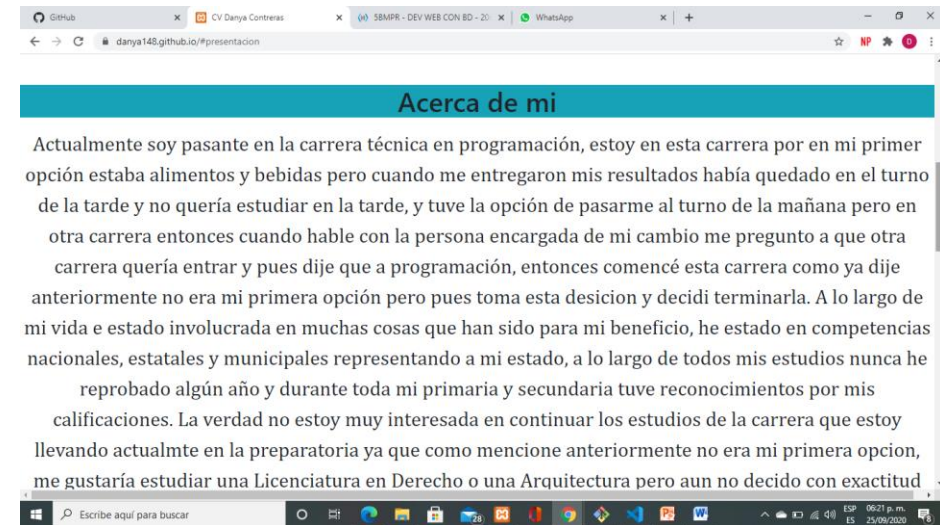 GitHub
CV Danya Contreras
5BMPR - DEV WEB CON BD - 20
WhatsApp
danya148.github.io/#presentacion
NP
D
Acerca de mi
Actualmente soy pasante en la carrera técnica en programación, estoy en esta carrera por en mi primer
opción estaba alimentos y bebidas pero cuando me entregaron mis resultados había quedado en el turno
de la tarde y no quería estudiar en la tarde, y tuve la opción de pasarme al turno de la mañana pero en
otra carrera entonces cuando hable con la persona encargada de mi cambio me pregunto a que otra
carrera quería entrar y pues dije que a programación, entonces comencé esta carrera como ya dije
anteriormente no era mi primera opción pero pues toma esta desicion y decidi terminarla. A lo largo de
mi vida e estado involucrada en muchas cosas que han sido para mi beneficio, he estado en competencias
nacionales, estatales y municipales representando a mi estado, a lo largo de todos mis estudios nunca he
reprobado algún año y durante toda mi primaria y secundaria tuve reconocimientos por mis
calificaciones. La verdad no estoy muy interesada en continuar los estudios de la carrera que estoy
llevando actualmte en la preparatoria ya que como mencione anteriormente no era mi primera opcion,
me gustaría estudiar una Licenciatura en Derecho o una Arquitectura pero aun no decido con exactitud
Escribe aquí para buscar
28
ESP
ES
06:21 p. m.
25/09/2020